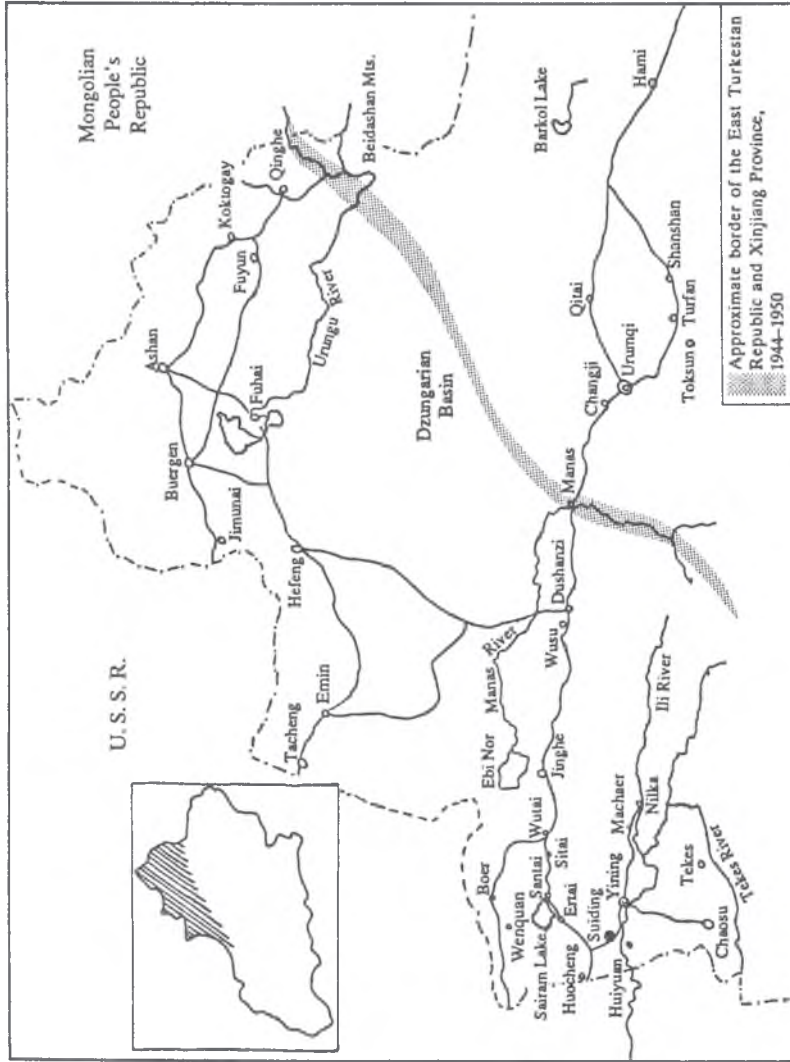 Mongolian
People's
Republic
U. S. S. R.
Ashan
Koktogay
Qinghe
Fuyun
Buergen
Jimunai
Fuhai
Urungu River
Beidashan Mts.
Hefeng
Tacheng
Emin
Dzungarian
Basin
Barkol Lake
Hami
Qitai
Shanshan
Turfan
Toksun
Urumqi
Changji
Manas
Dushanzi
Wusu
Manas River
Ebi Nor
Jinghe
Boer
Wutai
Sitai
Santai
Ertai
Wenquan
Sairam Lake
Huocheng
Suiding
Huiyuan
Yining
Machaer
Nilka
Ili River
Tekes
Tekes River
Chaosu
Approximate border of the East Turkestan
Republic and Xinjiang Province,
1944-1950